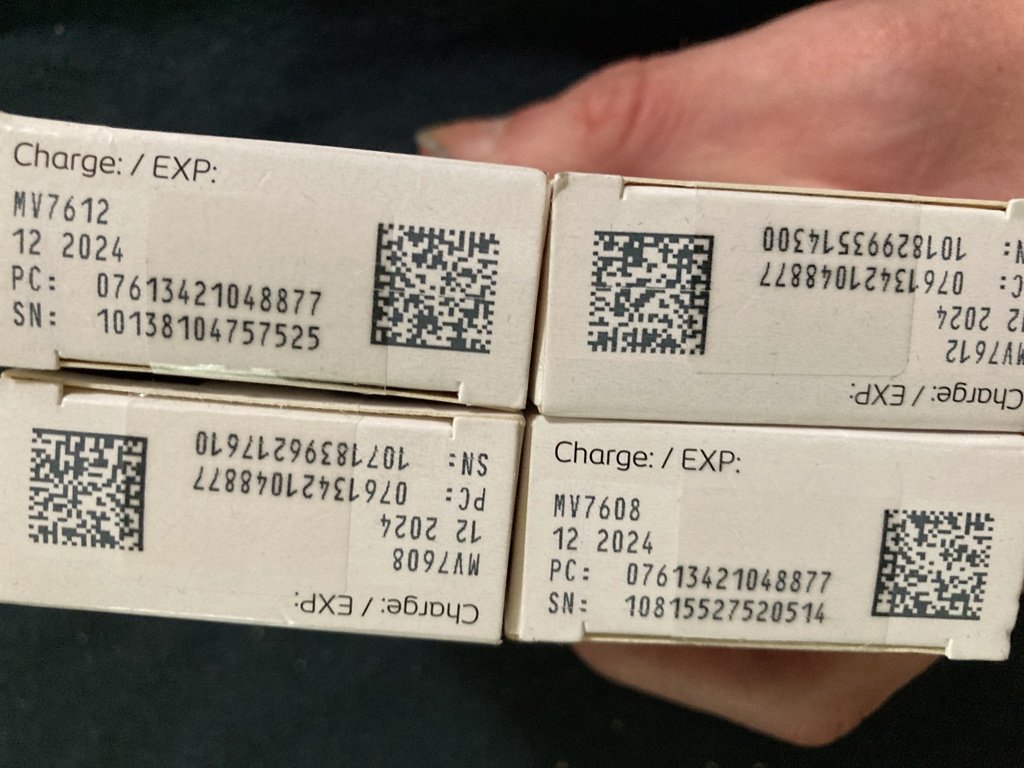 Charge: / EXP:
MV7612
12 2024
PC: 07613421048877
SN: 10138104757525
Charge: / EXP:
MV7612
12 2024
PC: 07613421048877
SN: 10182993514300
Charge: / EXP:
MV7608
12 2024
PC: 07613421048877
SN: 10718396217610
Charge: / EXP:
MV7608
12 2024
PC: 07613421048877
SN: 10815527520514